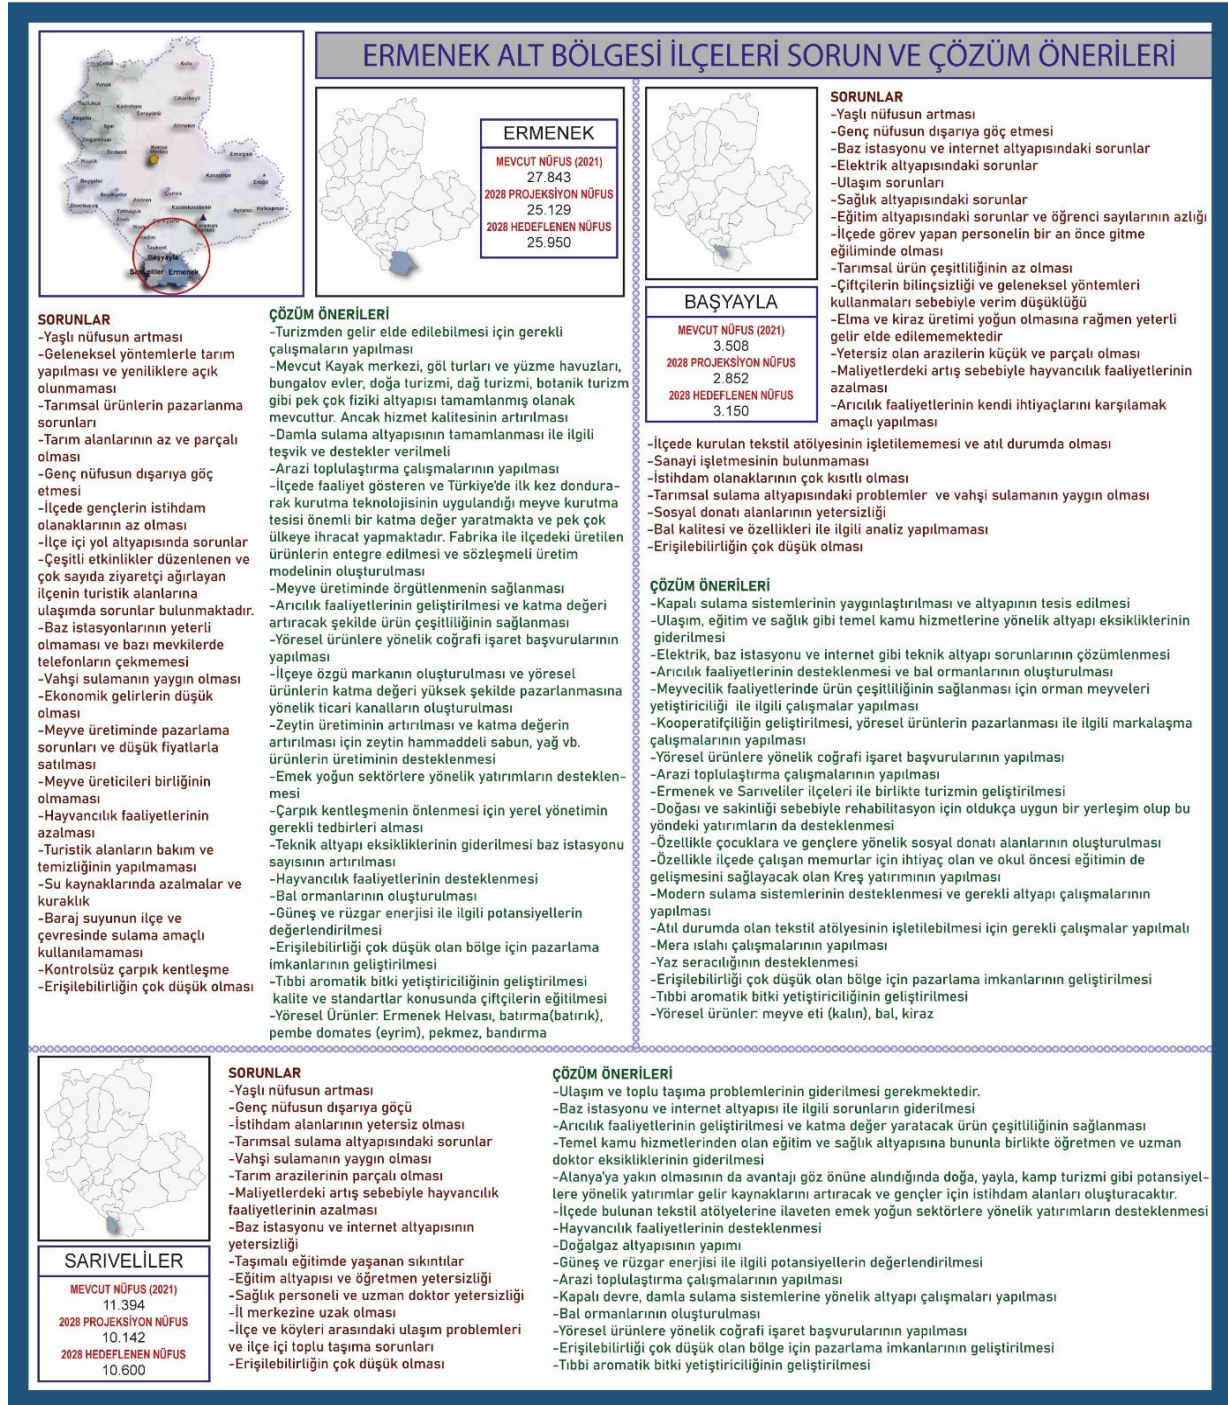 ERMENEK ALT BÖLGESİ İLÇELERİ SORUN VE ÇÖZÜM ÖNERİLERİ
Kulu
Yunak
Cihanbeyli
Tuzlukçu
Kadınhanı
Sarayönü
Akşehir
Altınekin
Ilgın
Doğanhisar
Derbent
Konya
Merkez
Emirgazi
Hüyük
Karapınar
Ereğli
Beyşehir
Seydişehir
Çumra
Akören
Derebucak
Yalıhüyük
Kazımkarabekir
Ayrancı
Halkapınar
Ahırlı
Bozkır
Karaman
Merkez
Hadim
Taşkent
Başyayla
Sarıveliler
Ermenek
ERMENEK
MEVCUT NÜFUS (2021)
27.843
2028 PROJEKSİYON NÜFUS
25.129
2028 HEDEFLENEN NÜFUS
25.950
SORUNLAR
-Yaşlı nüfusun artması
-Geleneksel yöntemlerle tarım
yapılması ve yeniliklere açık
olunmaması
-Tarımsal ürünlerin pazarlanma
sorunları
-Tarım alanlarının az ve parçalı
olması
-Genç nüfusun dışarıya göç
etmesi
-İlçede gençlerin istihdam
olanaklarının az olması
-İlçe içi yol altyapısında sorunlar
-Çeşitli etkinlikler düzenlenen ve
çok sayıda ziyaretçi ağırlayan
ilçenin turistik alanlarına
ulaşımda sorunlar bulunmaktadır.
-Baz istasyonlarının yeterli
olmaması ve bazı mevkilerde
telefonların çekmemesi
-Vahşi sulamanın yaygın olması
-Ekonomik gelirlerin düşük
olması
-Meyve üretiminde pazarlama
sorunları ve düşük fiyatlarla
satılması
-Meyve üreticileri birliğinin
olmaması
-Hayvancılık faaliyetlerinin
azalması
-Turistik alanların bakım ve
temizliğinin yapılmaması
-Su kaynaklarında azalmalar ve
kuraklık
-Baraj suyunun ilçe ve
çevresinde sulama amaçlı
kullanılamaması
-Kontrolsüz çarpık kentleşme
-Erişilebilirliğin çok düşük olması
ÇÖZÜM ÖNERİLERİ
-Turizmden gelir elde edilebilmesi için gerekli
çalışmaların yapılması
-Mevcut Kayak merkezi, göl turları ve yüzme havuzları,
bungalov evler, doğa turizmi, dağ turizmi, botanik turizm
gibi pek çok fiziki altyapısı tamamlanmış olanak
mevcuttur. Ancak hizmet kalitesinin artırılması
-Damla sulama altyapısının tamamlanması ile ilgili
teşvik ve destekler verilmeli
-Arazi toplulaştırma çalışmalarının yapılması
-İlçede faaliyet gösteren ve Türkiye'de ilk kez dondura-
rak kurutma teknolojisinin uygulandığı meyve kurutma
tesisi önemli bir katma değer yaratmakta ve pek çok
ülkeye ihracat yapmaktadır. Fabrika ile ilçedeki üretilen
ürünlerin entegre edilmesi ve sözleşmeli üretim
modelinin oluşturulması
-Meyve üretiminde örgütlenmenin sağlanması
-Arıcılık faaliyetlerinin geliştirilmesi ve katma değeri
artıracak şekilde ürün çeşitliliğinin sağlanması
-Yöresel ürünlere yönelik coğrafi işaret başvurularının
yapılması
-İlçeye özgü markanın oluşturulması ve yöresel
ürünlerin katma değeri yüksek şekilde pazarlanmasına
yönelik ticari kanalların oluşturulması
-Zeytin üretiminin artırılması ve katma değerin
artırılması için zeytin hammaddeli sabun, yağ vb.
ürünlerin üretiminin desteklenmesi
-Emek yoğun sektörlere yönelik yatırımların desteklen-
mesi
-Çarpık kentleşmenin önlenmesi için yerel yönetimin
gerekli tedbirleri alması
-Teknik altyapı eksikliklerinin giderilmesi baz istasyonu
sayısının artırılması
-Hayvancılık faaliyetlerinin desteklenmesi
-Bal ormanlarının oluşturulması
-Güneş ve rüzgar enerjisi ile ilgili potansiyellerin
değerlendirilmesi
-Erişilebilirliği çok düşük olan bölge için pazarlama
imkanlarının geliştirilmesi
-Tıbbi aromatik bitki yetiştiriciliğinin geliştirilmesi
kalite ve standartlar konusunda çiftçilerin eğitilmesi
-Yöresel Ürünler: Ermenek Helvası, batırma(batırık),
pembe domates (eyrim), pekmez, bandırma
BAŞYAYLA
MEVCUT NÜFUS (2021)
3.508
2028 PROJEKSİYON NÜFUS
2.852
2028 HEDEFLENEN NÜFUS
3.150
SORUNLAR
-Yaşlı nüfusun artması
-Genç nüfusun dışarıya göç etmesi
-Baz istasyonu ve internet altyapısındaki sorunlar
-Elektrik altyapısındaki sorunlar
-Ulaşım sorunları
-Sağlık altyapısındaki sorunlar
-Eğitim altyapısındaki sorunlar ve öğrenci sayılarının azlığı
-İlçede görev yapan personelin bir an önce gitme
eğiliminde olması
-Tarımsal ürün çeşitliliğinin az olması
-Çiftçilerin bilinçsizliği ve geleneksel yöntemleri
kullanmaları sebebiyle verim düşüklüğü
-Elma ve kiraz üretimi yoğun olmasına rağmen yeterli
gelir elde edilememektedir
-Yetersiz olan arazilerin küçük ve parçalı olması
-Maliyetlerdeki artış sebebiyle hayvancılık faaliyetlerinin
azalması
-Arıcılık faaliyetlerinin kendi ihtiyaçlarını karşılamak
amaçlı yapılması
-İlçede kurulan tekstil atölyesinin işletilememesi ve atıl durumda olması
-Sanayi işletmesinin bulunmaması
-İstihdam olanaklarının çok kısıtlı olması
-Tarımsal sulama altyapısındaki problemler ve vahşi sulamanın yaygın olması
-Sosyal donatı alanlarının yetersizliği
-Bal kalitesi ve özellikleri ile ilgili analiz yapılmaması
-Erişilebilirliğin çok düşük olması
ÇÖZÜM ÖNERİLERİ
-Kapalı sulama sistemlerinin yaygınlaştırılması ve altyapının tesis edilmesi
-Ulaşım, eğitim ve sağlık gibi temel kamu hizmetlerine yönelik altyapı eksikliklerinin
giderilmesi
-Elektrik, baz istasyonu ve internet gibi teknik altyapı sorunlarının çözümlenmesi
-Arıcılık faaliyetlerinin desteklenmesi ve bal ormanlarının oluşturulması
-Meyvecilik faaliyetlerinde ürün çeşitliliğinin sağlanması için orman meyveleri
yetiştiriciliği ile ilgili çalışmalar yapılması
-Kooperatifçiliğin geliştirilmesi, yöresel ürünlerin pazarlanması ile ilgili markalaşma
çalışmalarının yapılması
-Yöresel ürünlere yönelik coğrafi işaret başvurularının yapılması
-Arazi toplulaştırma çalışmalarının yapılması
-Ermenek ve Sarıveliler ilçeleri ile birlikte turizmin geliştirilmesi
-Doğası ve sakinliği sebebiyle rehabilitasyon için oldukça uygun bir yerleşim olup bu
yöndeki yatırımların da desteklenmesi
-Özellikle çocuklara ve gençlere yönelik sosyal donatı alanlarının oluşturulması
-Özellikle ilçede çalışan memurlar için ihtiyaç olan ve okul öncesi eğitimin de
gelişmesini sağlayacak olan Kreş yatırımının yapılması
-Modern sulama sistemlerinin desteklenmesi ve gerekli altyapı çalışmalarının
yapılması
-Atıl durumda olan tekstil atölyesinin işletilebilmesi için gerekli çalışmalar yapılmalı
-Mera ıslahı çalışmalarının yapılması
-Yaz seracılığının desteklenmesi
-Erişilebilirliği çok düşük olan bölge için pazarlama imkanlarının geliştirilmesi
-Tıbbi aromatik bitki yetiştiriciliğinin geliştirilmesi
-Yöresel ürünler: meyve eti (kalın), bal, kiraz
SARIVELİLER
MEVCUT NÜFUS (2021)
11.394
2028 PROJEKSİYON NÜFUS
10.142
2028 HEDEFLENEN NÜFUS
10.600
SORUNLAR
-Yaşlı nüfusun artması
-Genç nüfusun dışarıya göçü
-İstihdam alanlarının yetersiz olması
-Tarımsal sulama altyapısındaki sorunlar
-Vahşi sulamanın yaygın olması
-Tarım arazilerinin parçalı olması
-Maliyetlerdeki artış sebebiyle hayvancılık
faaliyetlerinin azalması
-Baz istasyonu ve internet altyapısının
yetersizliği
-Taşımalı eğitimde yaşanan sıkıntılar
-Eğitim altyapısı ve öğretmen yetersizliği
-Sağlık personeli ve uzman doktor yetersizliği
-İl merkezine uzak olması
-İlçe ve köyleri arasındaki ulaşım problemleri
ve ilçe içi toplu taşıma sorunları
-Erişilebilirliğin çok düşük olması
ÇÖZÜM ÖNERİLERİ
-Ulaşım ve toplu taşıma problemlerinin giderilmesi gerekmektedir.
-Baz istasyonu ve internet altyapısı ile ilgili sorunların giderilmesi
-Arıcılık faaliyetlerinin geliştirilmesi ve katma değer yaratacak ürün çeşitliliğinin sağlanması
-Temel kamu hizmetlerinden olan eğitim ve sağlık altyapısına bununla birlikte öğretmen ve uzman
doktor eksikliklerinin giderilmesi
-Alanya'ya yakın olmasının da avantajı göz önüne alındığında doğa, yayla, kamp turizmi gibi potansiyel-
lere yönelik yatırımlar gelir kaynaklarını artıracak ve gençler için istihdam alanları oluşturacaktır.
-İlçede bulunan tekstil atölyelerine ilaveten emek yoğun sektörlere yönelik yatırımların desteklenmesi
-Hayvancılık faaliyetlerinin desteklenmesi
-Doğalgaz altyapısının yapımı
-Güneş ve rüzgar enerjisi ile ilgili potansiyellerin değerlendirilmesi
-Arazi toplulaştırma çalışmalarının yapılması
-Kapalı devre, damla sulama sistemlerine yönelik altyapı çalışmaları yapılması
-Bal ormanlarının oluşturulması
-Yöresel ürünlere yönelik coğrafi işaret başvurularının yapılması
-Erişilebilirliği çok düşük olan bölge için pazarlama imkanlarının geliştirilmesi
-Tıbbi aromatik bitki yetiştiriciliğinin geliştirilmesi